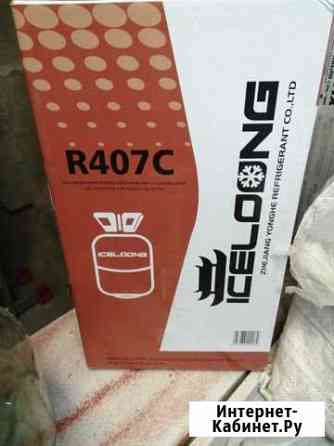 R407C
ICELOONG
ICELOONG
ZHEJIANG YONGHE REFRIGERANT CO.,LTD
Интернет-
Кабинет.Ру